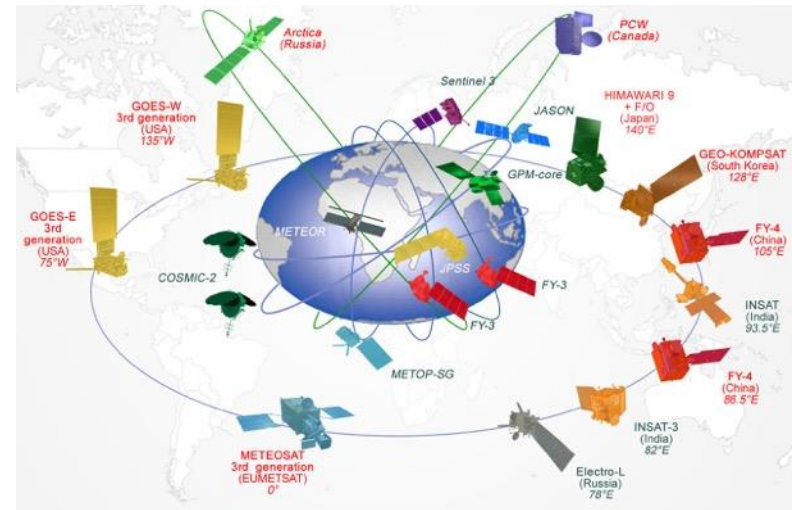 Arctica
(Russia)
PCW
(Canada)
Sentinel 3
JASON
HIMAWARI 9
+ F/O
(Japan)
140°E
GOES-W
3rd generation
(USA)
135°W
GPM-core
GEO-KOMPSAT
(South Korea)
128°E
GOES-E
3rd
generation
(USA)
75°W
METEOR
FY-4
(China)
105°E
COSMIC-2
JPSS
FY-3
FY-3
INSAT
(India)
93.5°E
METOP-SG
FY-4
(China)
86.5°E
INSAT-3
(India)
82°E
METEOSAT
3rd generation
(EUMETSAT)
0°
Electro-L
(Russia)
78°E